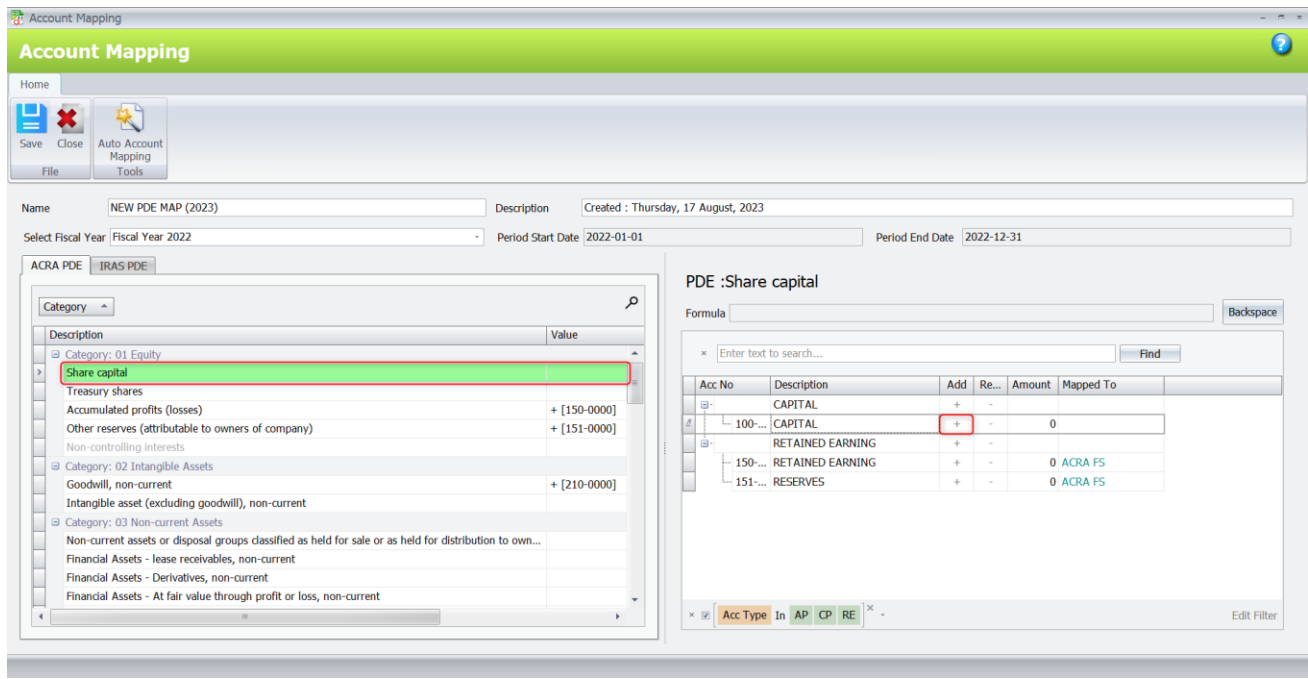 Account Mapping
Account Mapping
Home
Save Close Auto Account Mapping
File Tools
Name NEW PDE MAP (2023) Description Created : Thursday, 17 August, 2023
Select Fiscal Year Fiscal Year 2022 Period Start Date 2022-01-01 Period End Date 2022-12-31
ACRA PDE IRAS PDE
Category
Description Value
Category: 01 Equity
Share capital
Treasury shares
Accumulated profits (losses) + [150-0000]
Other reserves (attributable to owners of company) + [151-0000]
Non-controlling interests
Category: 02 Intangible Assets
Goodwill, non-current + [210-0000]
Intangible asset (excluding goodwill), non-current
Category: 03 Non-current Assets
Non-current assets or disposal groups classified as held for sale or as held for distribution to own...
Financial Assets - lease receivables, non-current
Financial Assets - Derivatives, non-current
Financial Assets - At fair value through profit or loss, non-current
PDE :Share capital
Formula Backspace
Enter text to search... Find
Acc No Description Add Re... Amount Mapped To
CAPITAL + -
100-... CAPITAL + - 0
RETAINED EARNING + -
150-... RETAINED EARNING + - 0 ACRA FS
151-... RESERVES + - 0 ACRA FS
Acc Type In AP CP RE Edit Filter